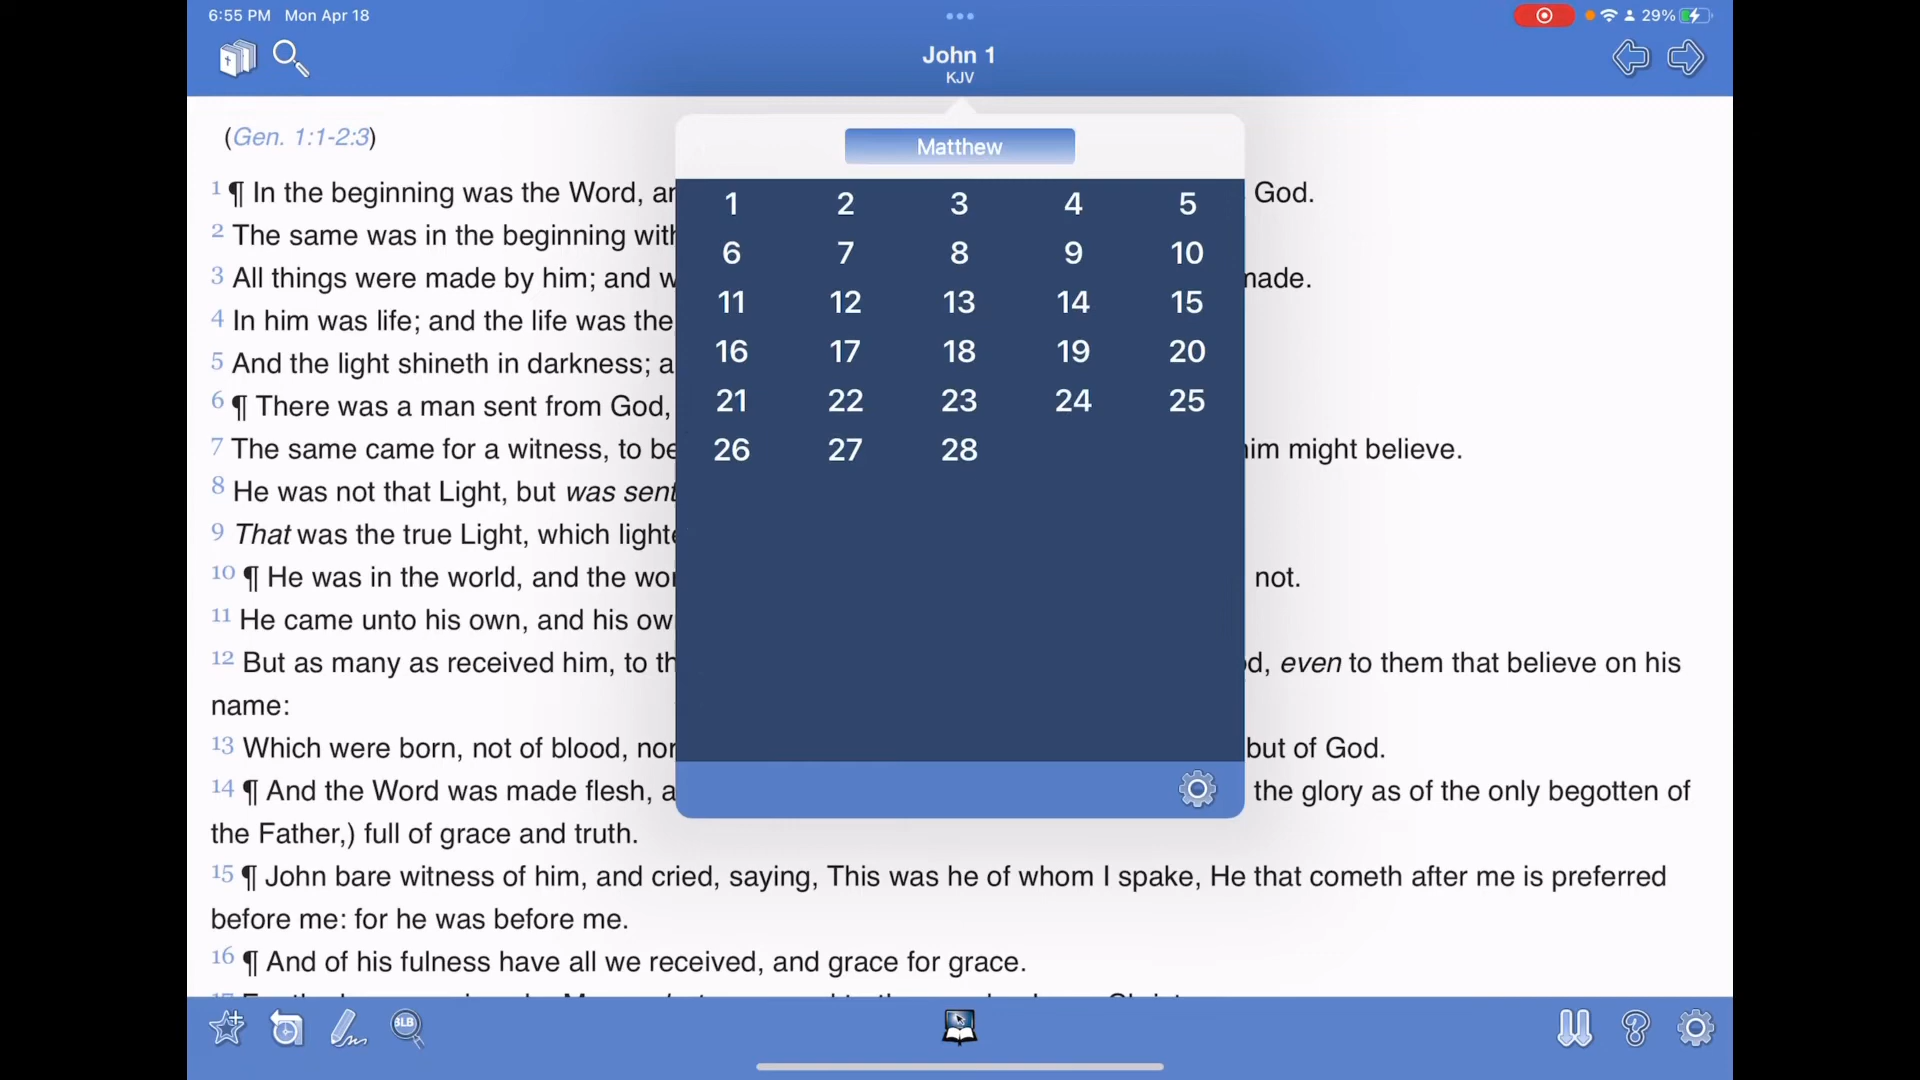 6:55 PM Mon Apr 18
29%
John 1
KJV
(Gen. 1:1-2:3)
Matthew
1 2 3 4 5
6 7 8 9 10
11 12 13 14 15
16 17 18 19 20
21 22 23 24 25
26 27 28
1 ¶ In the beginning was the Word, God.
2 The same was in the beginning
3 All things were made by him; and made.
4 In him was life; and the life was the
5 And the light shineth in darkness;
6 ¶ There was a man sent from God,
7 The same came for a witness, to him might believe.
8 He was not that Light, but was sent
9 That was the true Light, which
10 ¶ He was in the world, and the not.
11 He came unto his own, and his
12 But as many as received him, to even to them that believe on his
name:
13 Which were born, not of blood, nor but of God.
14 ¶ And the Word was made flesh, the glory as of the only begotten of
the Father,) full of grace and truth.
15 ¶ John bare witness of him, and cried, saying, This was he of whom I spake, He that cometh after me is preferred
before me: for he was before me.
16 ¶ And of his fulness have all we received, and grace for grace.
BLB